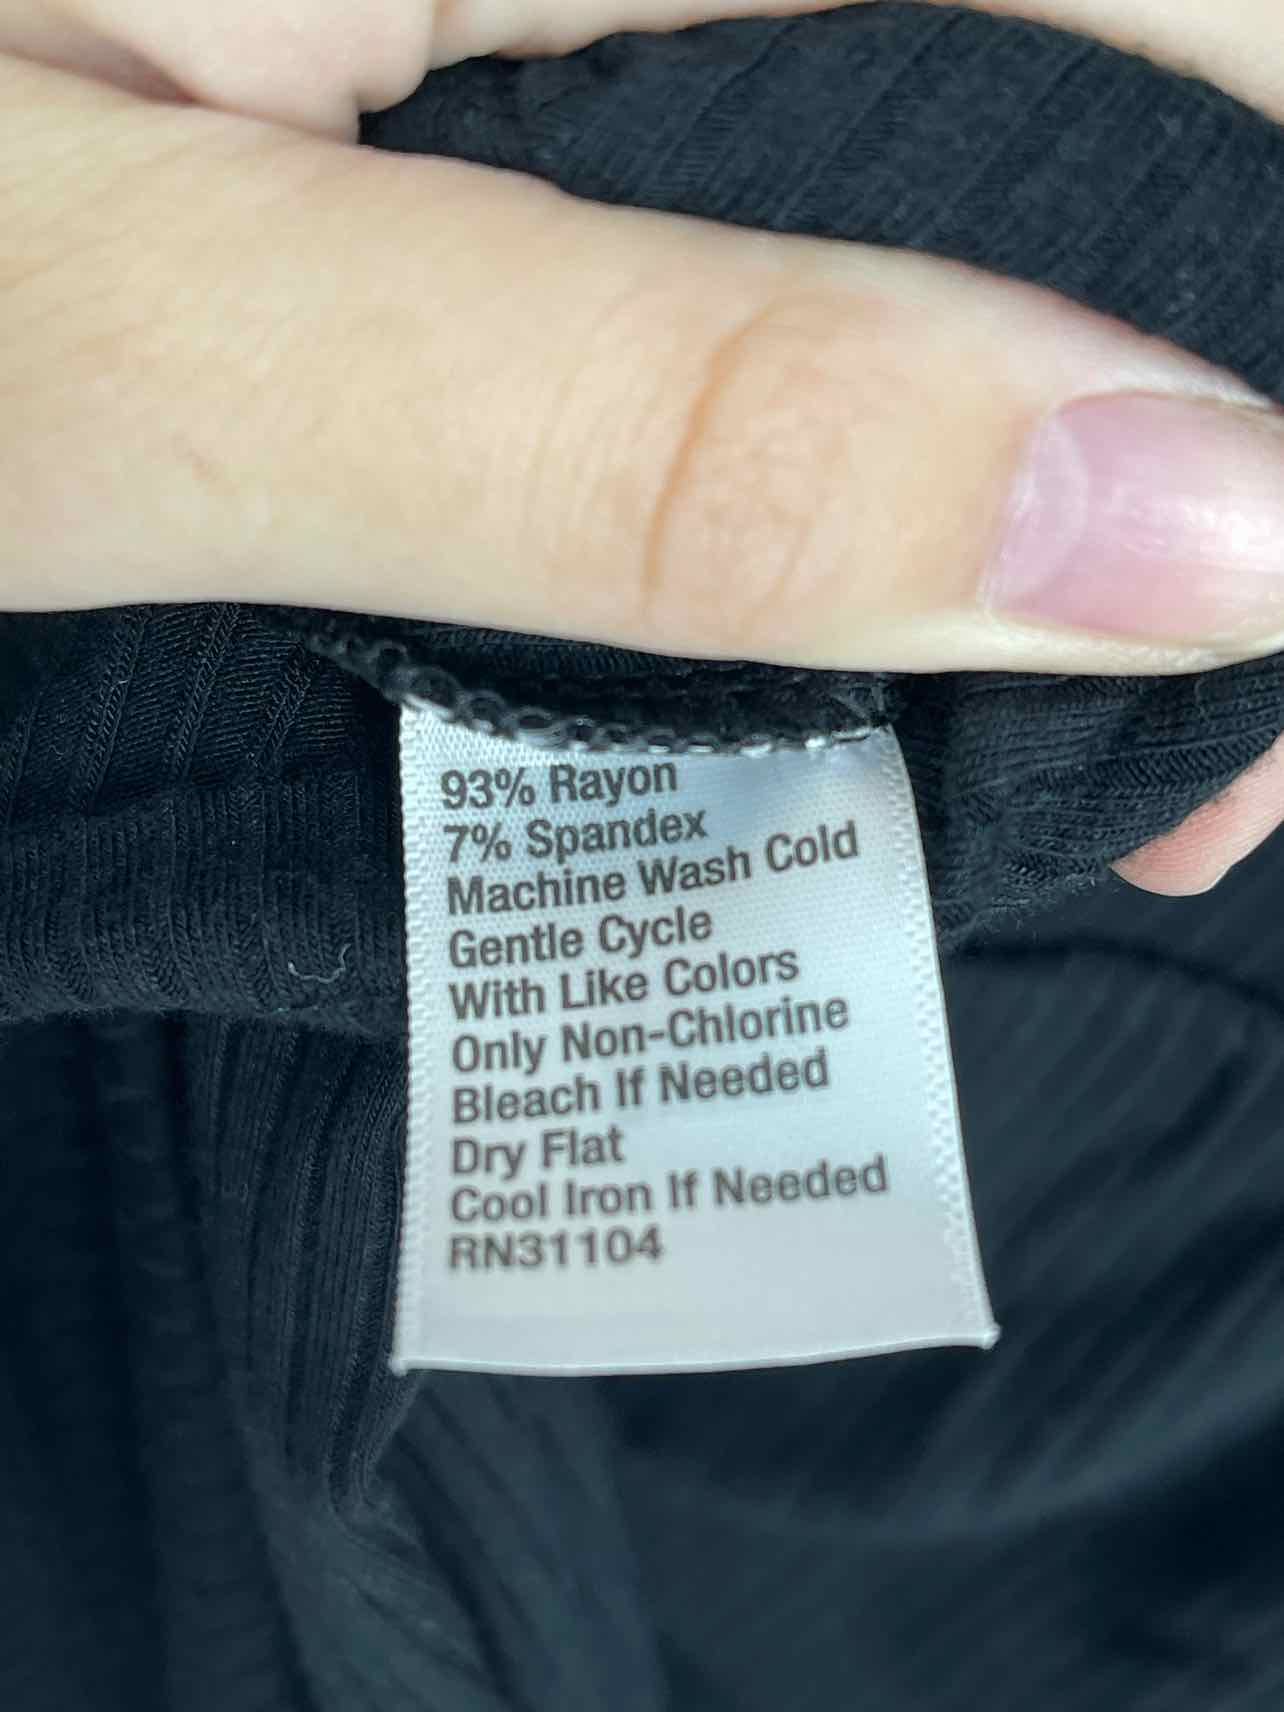 93% Rayon
7% Spandex
Machine Wash Cold
Gentle Cycle
With Like Colors
Only Non-Chlorine
Bleach If Needed
Dry Flat
Cool Iron If Needed
RN31104